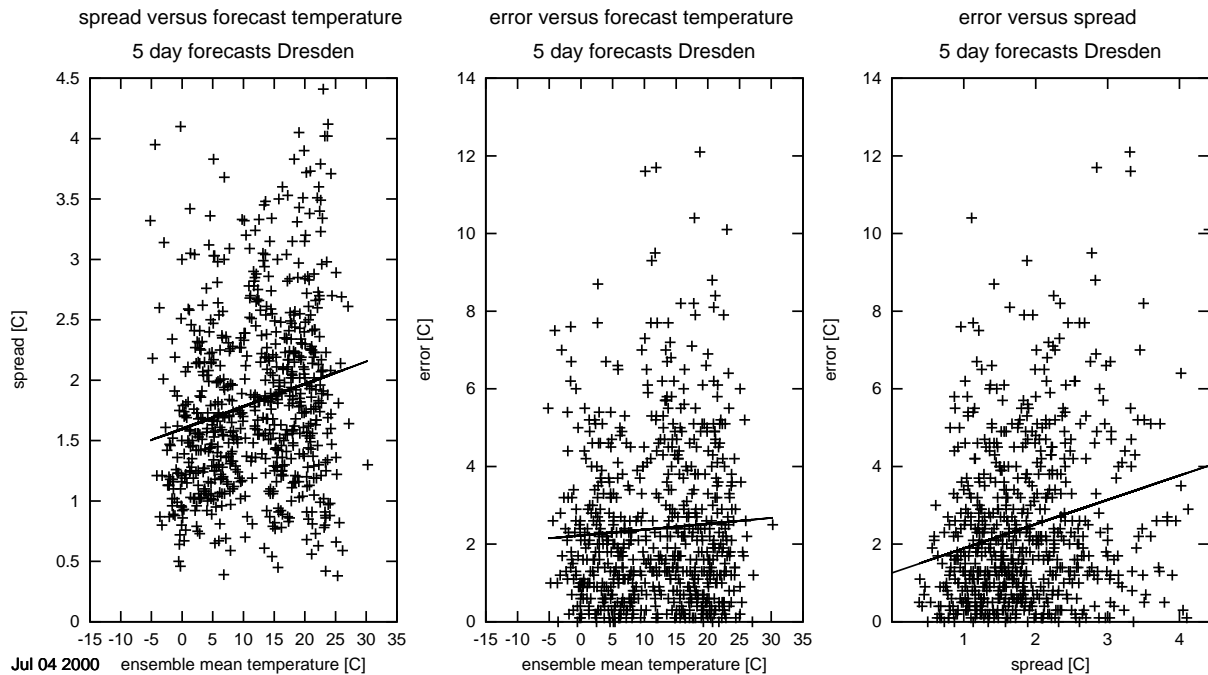 spread versus forecast temperature
5 day forecasts Dresden
4.5
4
3.5
3
2.5
2
1.5
1
0.5
0
spread [C]
-15 -10 -5 0 5 10 15 20 25 30 35
ensemble mean temperature [C]
Jul 04 2000
error versus forecast temperature
5 day forecasts Dresden
14
12
10
8
6
4
2
0
error [C]
-15 -10 -5 0 5 10 15 20 25 30 35
ensemble mean temperature [C]
error versus spread
5 day forecasts Dresden
14
12
10
8
6
4
2
0
error [C]
1 2 3 4
spread [C]